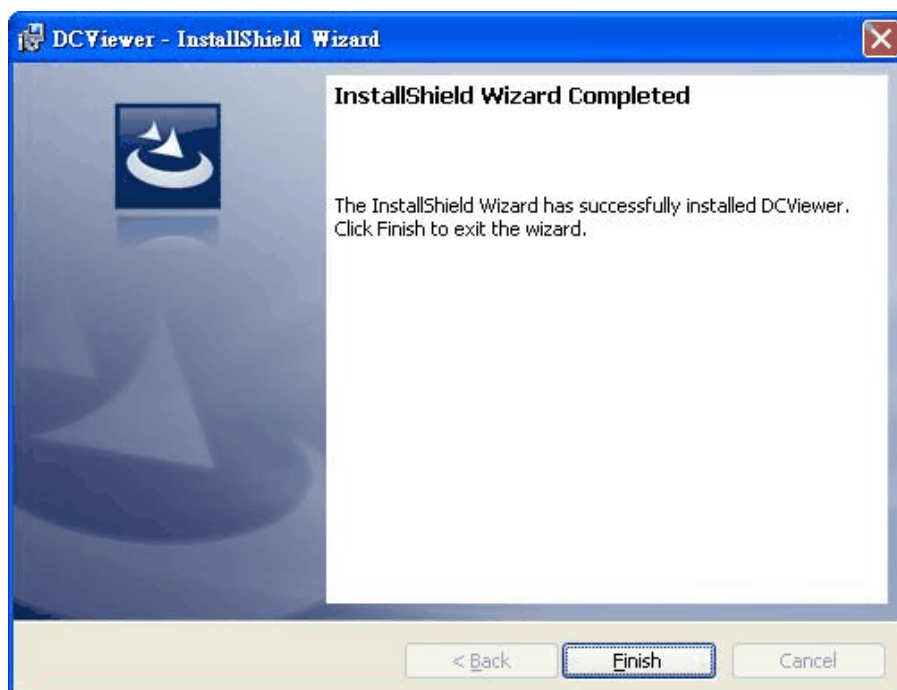 DCViewer - InstallShield Wizard
InstallShield Wizard Completed
The InstallShield Wizard has successfully installed DCViewer.
Click Finish to exit the wizard.
< Back
Finish
Cancel